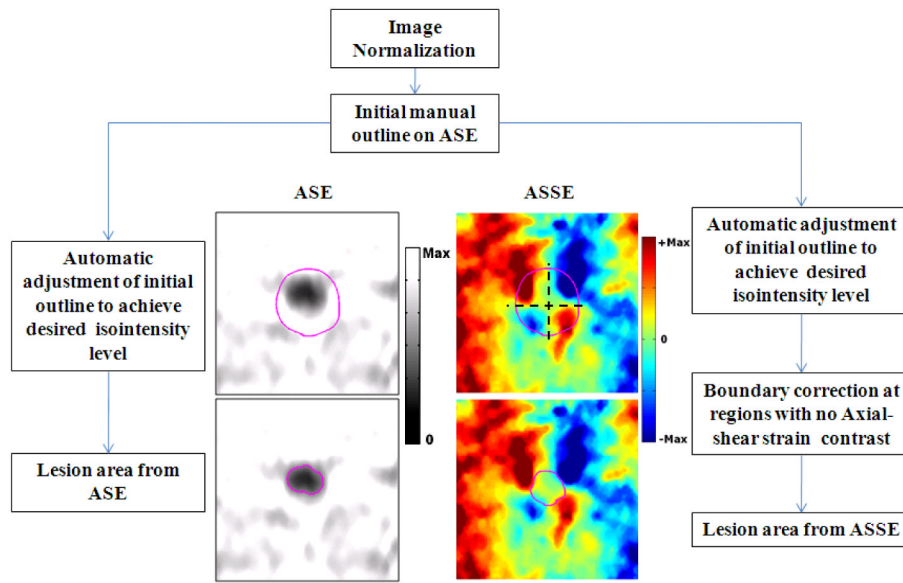 Image
Normalization
Initial manual
outline on ASE
ASE
ASSE
Automatic
adjustment of initial
outline to achieve
desired isointensity
level
Lesion area from
ASE
Max
0
+Max
0
-Max
Automatic adjustment
of initial outline to
achieve desired
isointensity level
Boundary correction at
regions with no Axial-
shear strain contrast
Lesion area from ASSE